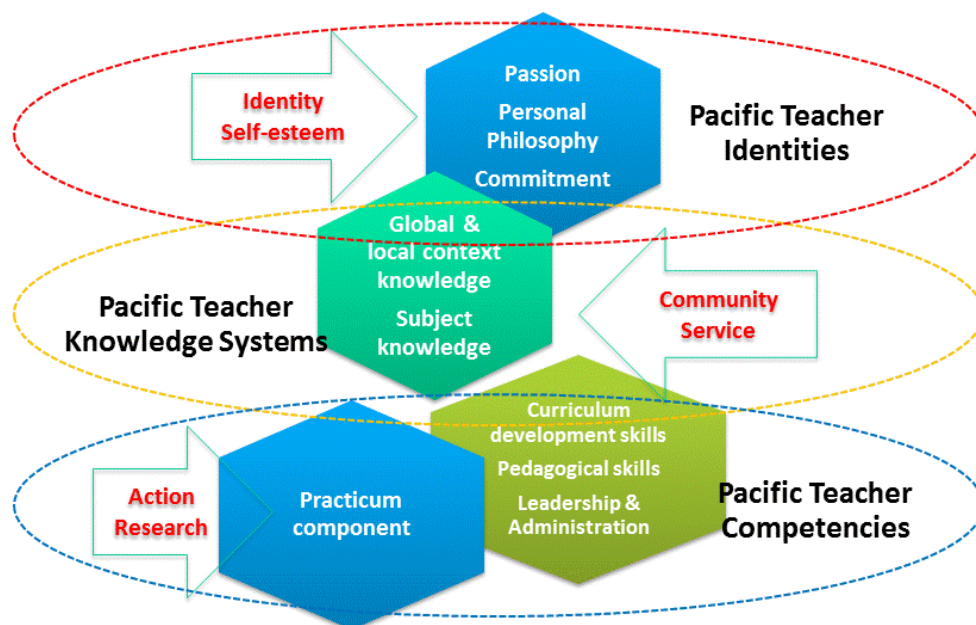 Identity
Self-esteem
Passion
Personal
Philosophy
Commitment
Pacific Teacher
Identities
Pacific Teacher
Knowledge Systems
Global &
local context
knowledge
Subject
knowledge
Community
Service
Action
Research
Practicum
component
Curriculum
development skills
Pedagogical skills
Leadership &
Administration
Pacific Teacher
Competencies